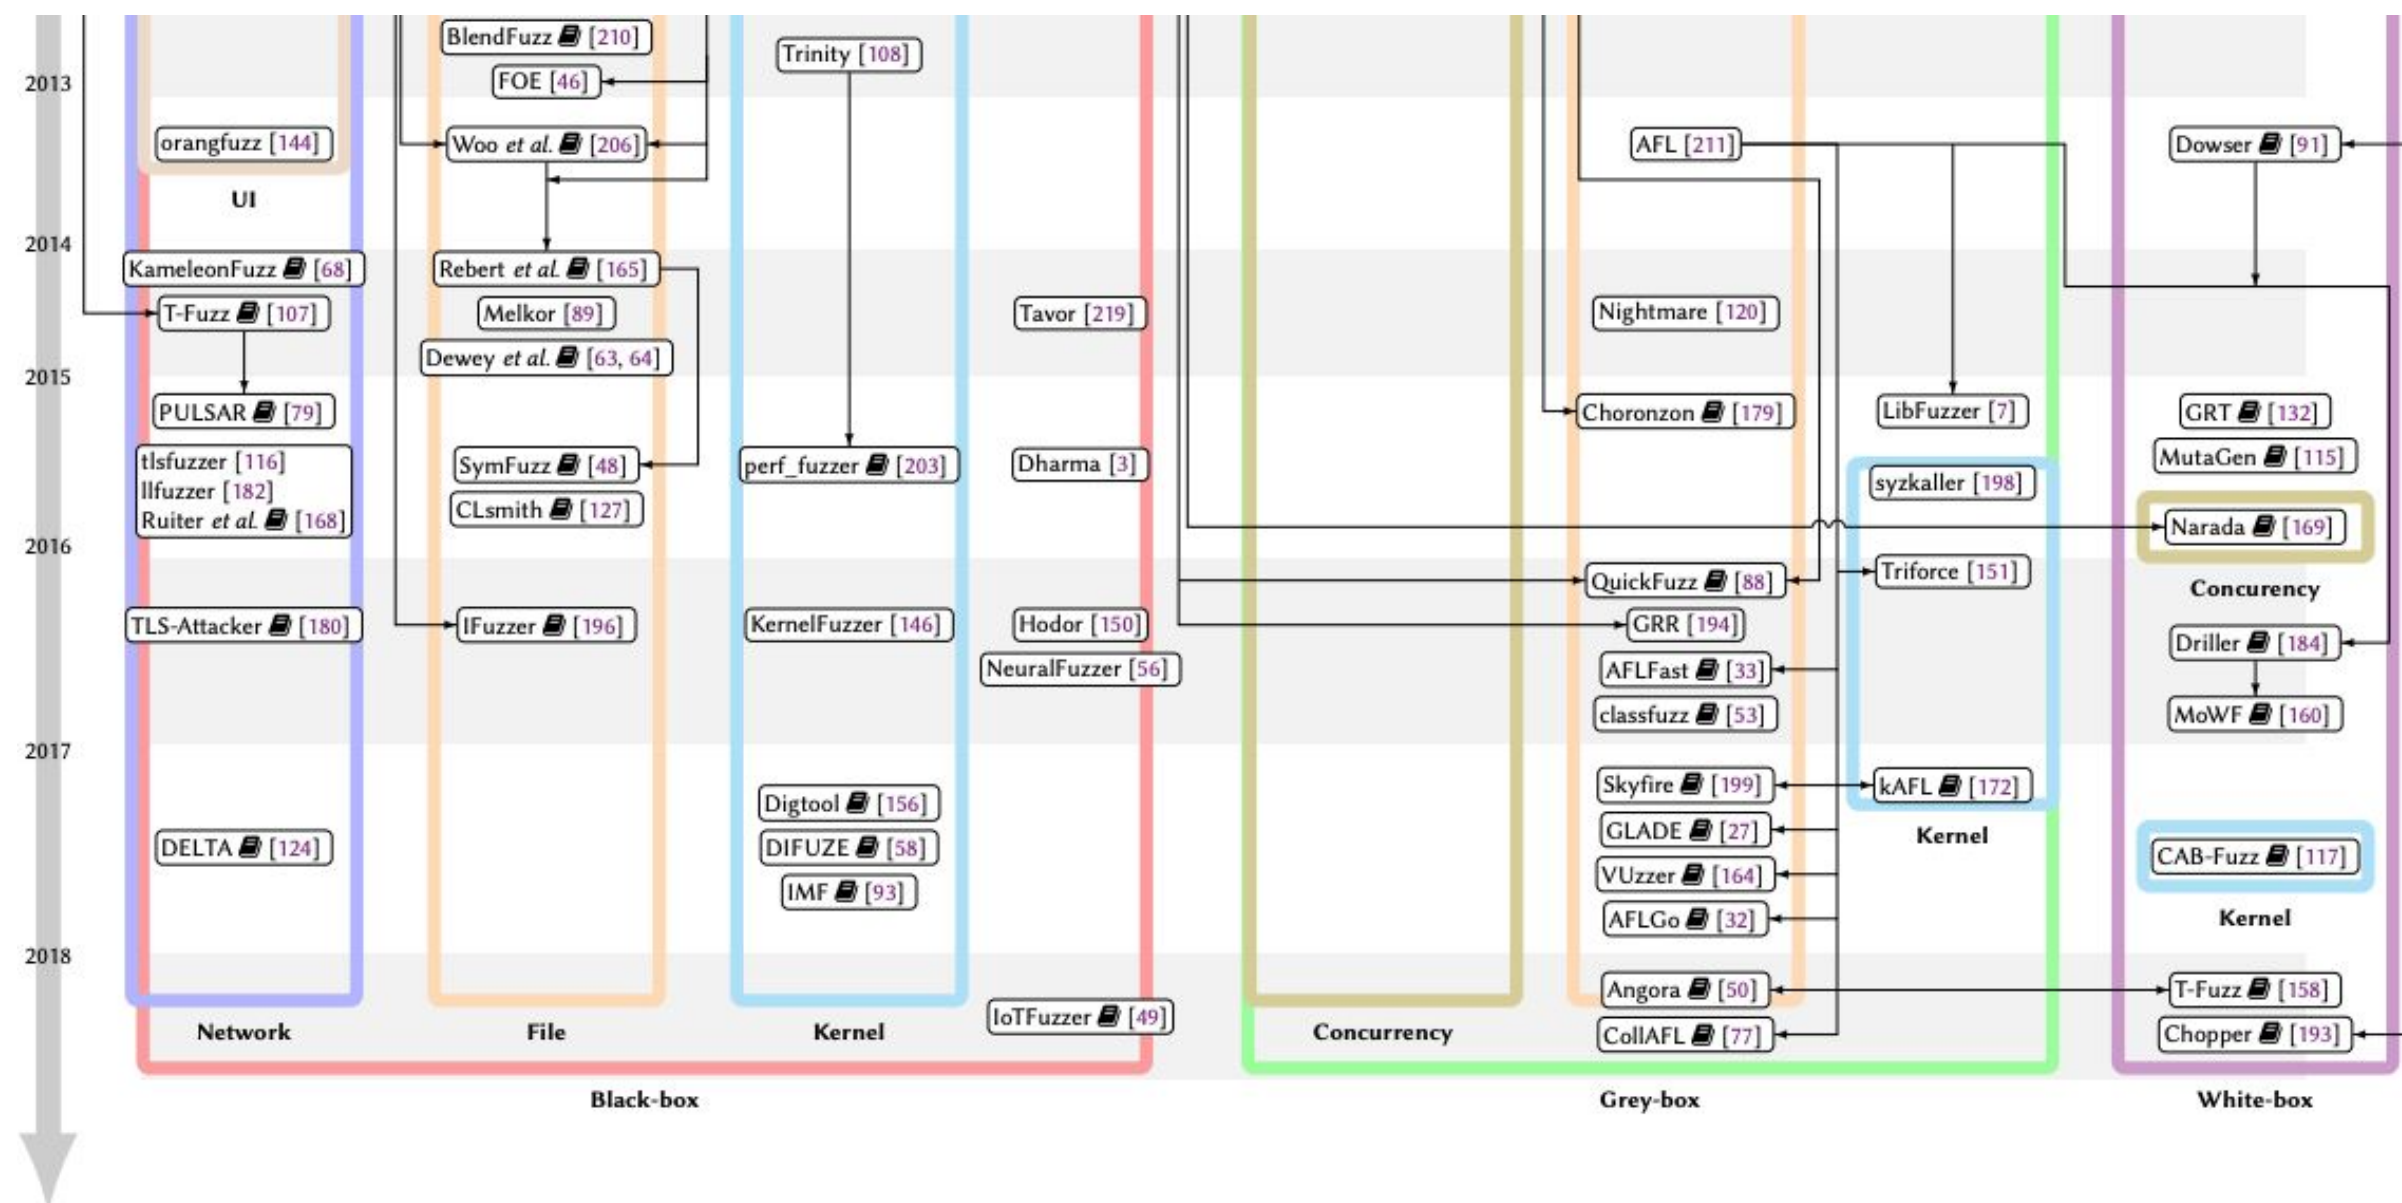 BlendFuzz [210]
Trinity [108]
FOE [46]
2013
orangfuzz [144]
Woo et al. [206]
AFL [211]
Dowser [91]
UI
2014
KameleonFuzz [68]
Rebert et al. [165]
T-Fuzz [107]
Melkor [89]
Tavor [219]
Nightmare [120]
Dewey et al. [63, 64]
2015
PULSAR [79]
Choronzon [179]
LibFuzzer [7]
GRT [132]
MutaGen [115]
tlsfuzzer [116]
llfuzzer [182]
Ruiter et al. [168]
SymFuzz [48]
perf_fuzzer [203]
Dharma [3]
syzkaller [198]
CLsmith [127]
Narada [169]
2016
QuickFuzz [88]
Triforce [151]
Concurency
TLS-Attacker [180]
IFuzzer [196]
KernelFuzzer [146]
Hodor [150]
GRR [194]
Driller [184]
NeuralFuzzer [56]
AFLFast [33]
classfuzz [53]
MoWF [160]
2017
Skyfire [199]
kAFL [172]
Digtool [156]
GLADE [27]
Kernel
DELTA [124]
DIFUZE [58]
CAB-Fuzz [117]
VUzzer [164]
IMF [93]
AFLGo [32]
Kernel
2018
Angora [50]
T-Fuzz [158]
IoTFuzzer [49]
Network
File
Kernel
Concurrency
CollAFL [77]
Chopper [193]
Black-box
Grey-box
White-box